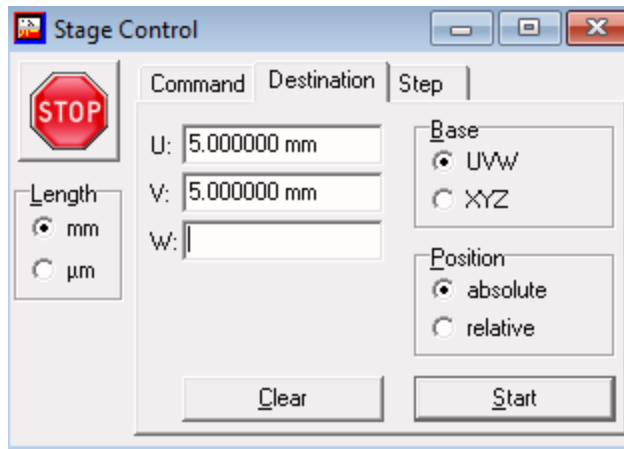 Stage Control
STOP
Length
mm
µm
Command Destination Step
U: 5.000000 mm
V: 5.000000 mm
W:
Base
UVW
XYZ
Position
absolute
relative
Clear Start